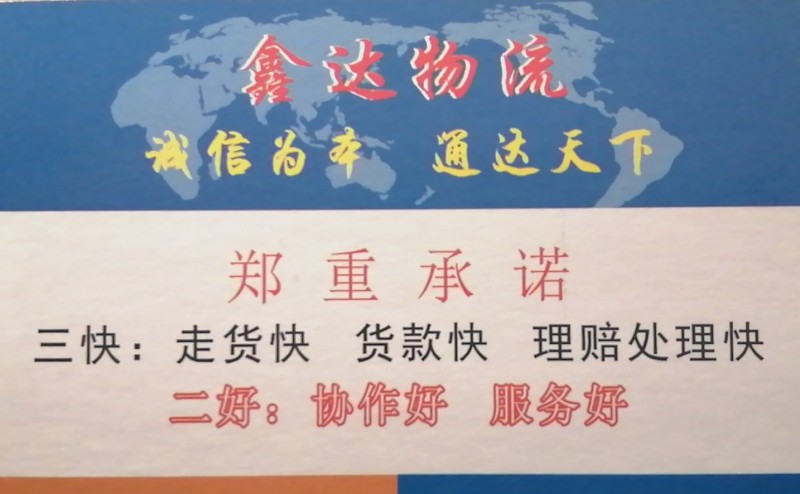 鑫达物流
诚信为本 通达天下
郑重承诺
三快：走货快 货款快 理赔处理快
二好：协作好 服务好